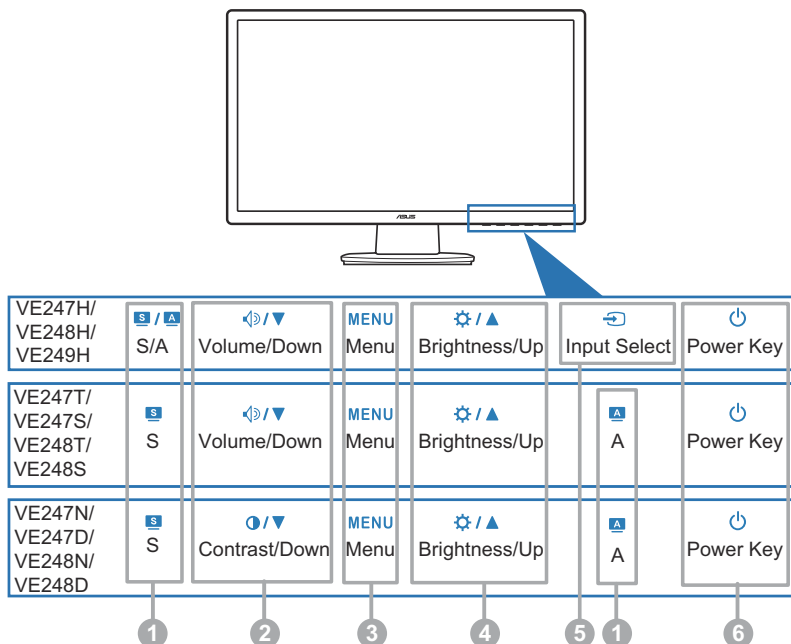 ASUS
VE247H/
VE248H/
VE249H
S / A
MENU
S/A
Volume/Down
Menu
Brightness/Up
Input Select
Power Key
VE247T/
VE247S/
VE248T/
VE248S
S
MENU
A
S
Volume/Down
Menu
Brightness/Up
A
Power Key
VE247N/
VE247D/
VE248N/
VE248D
S
MENU
A
S
Contrast/Down
Menu
Brightness/Up
A
Power Key
1 2 3 4 5 1 6